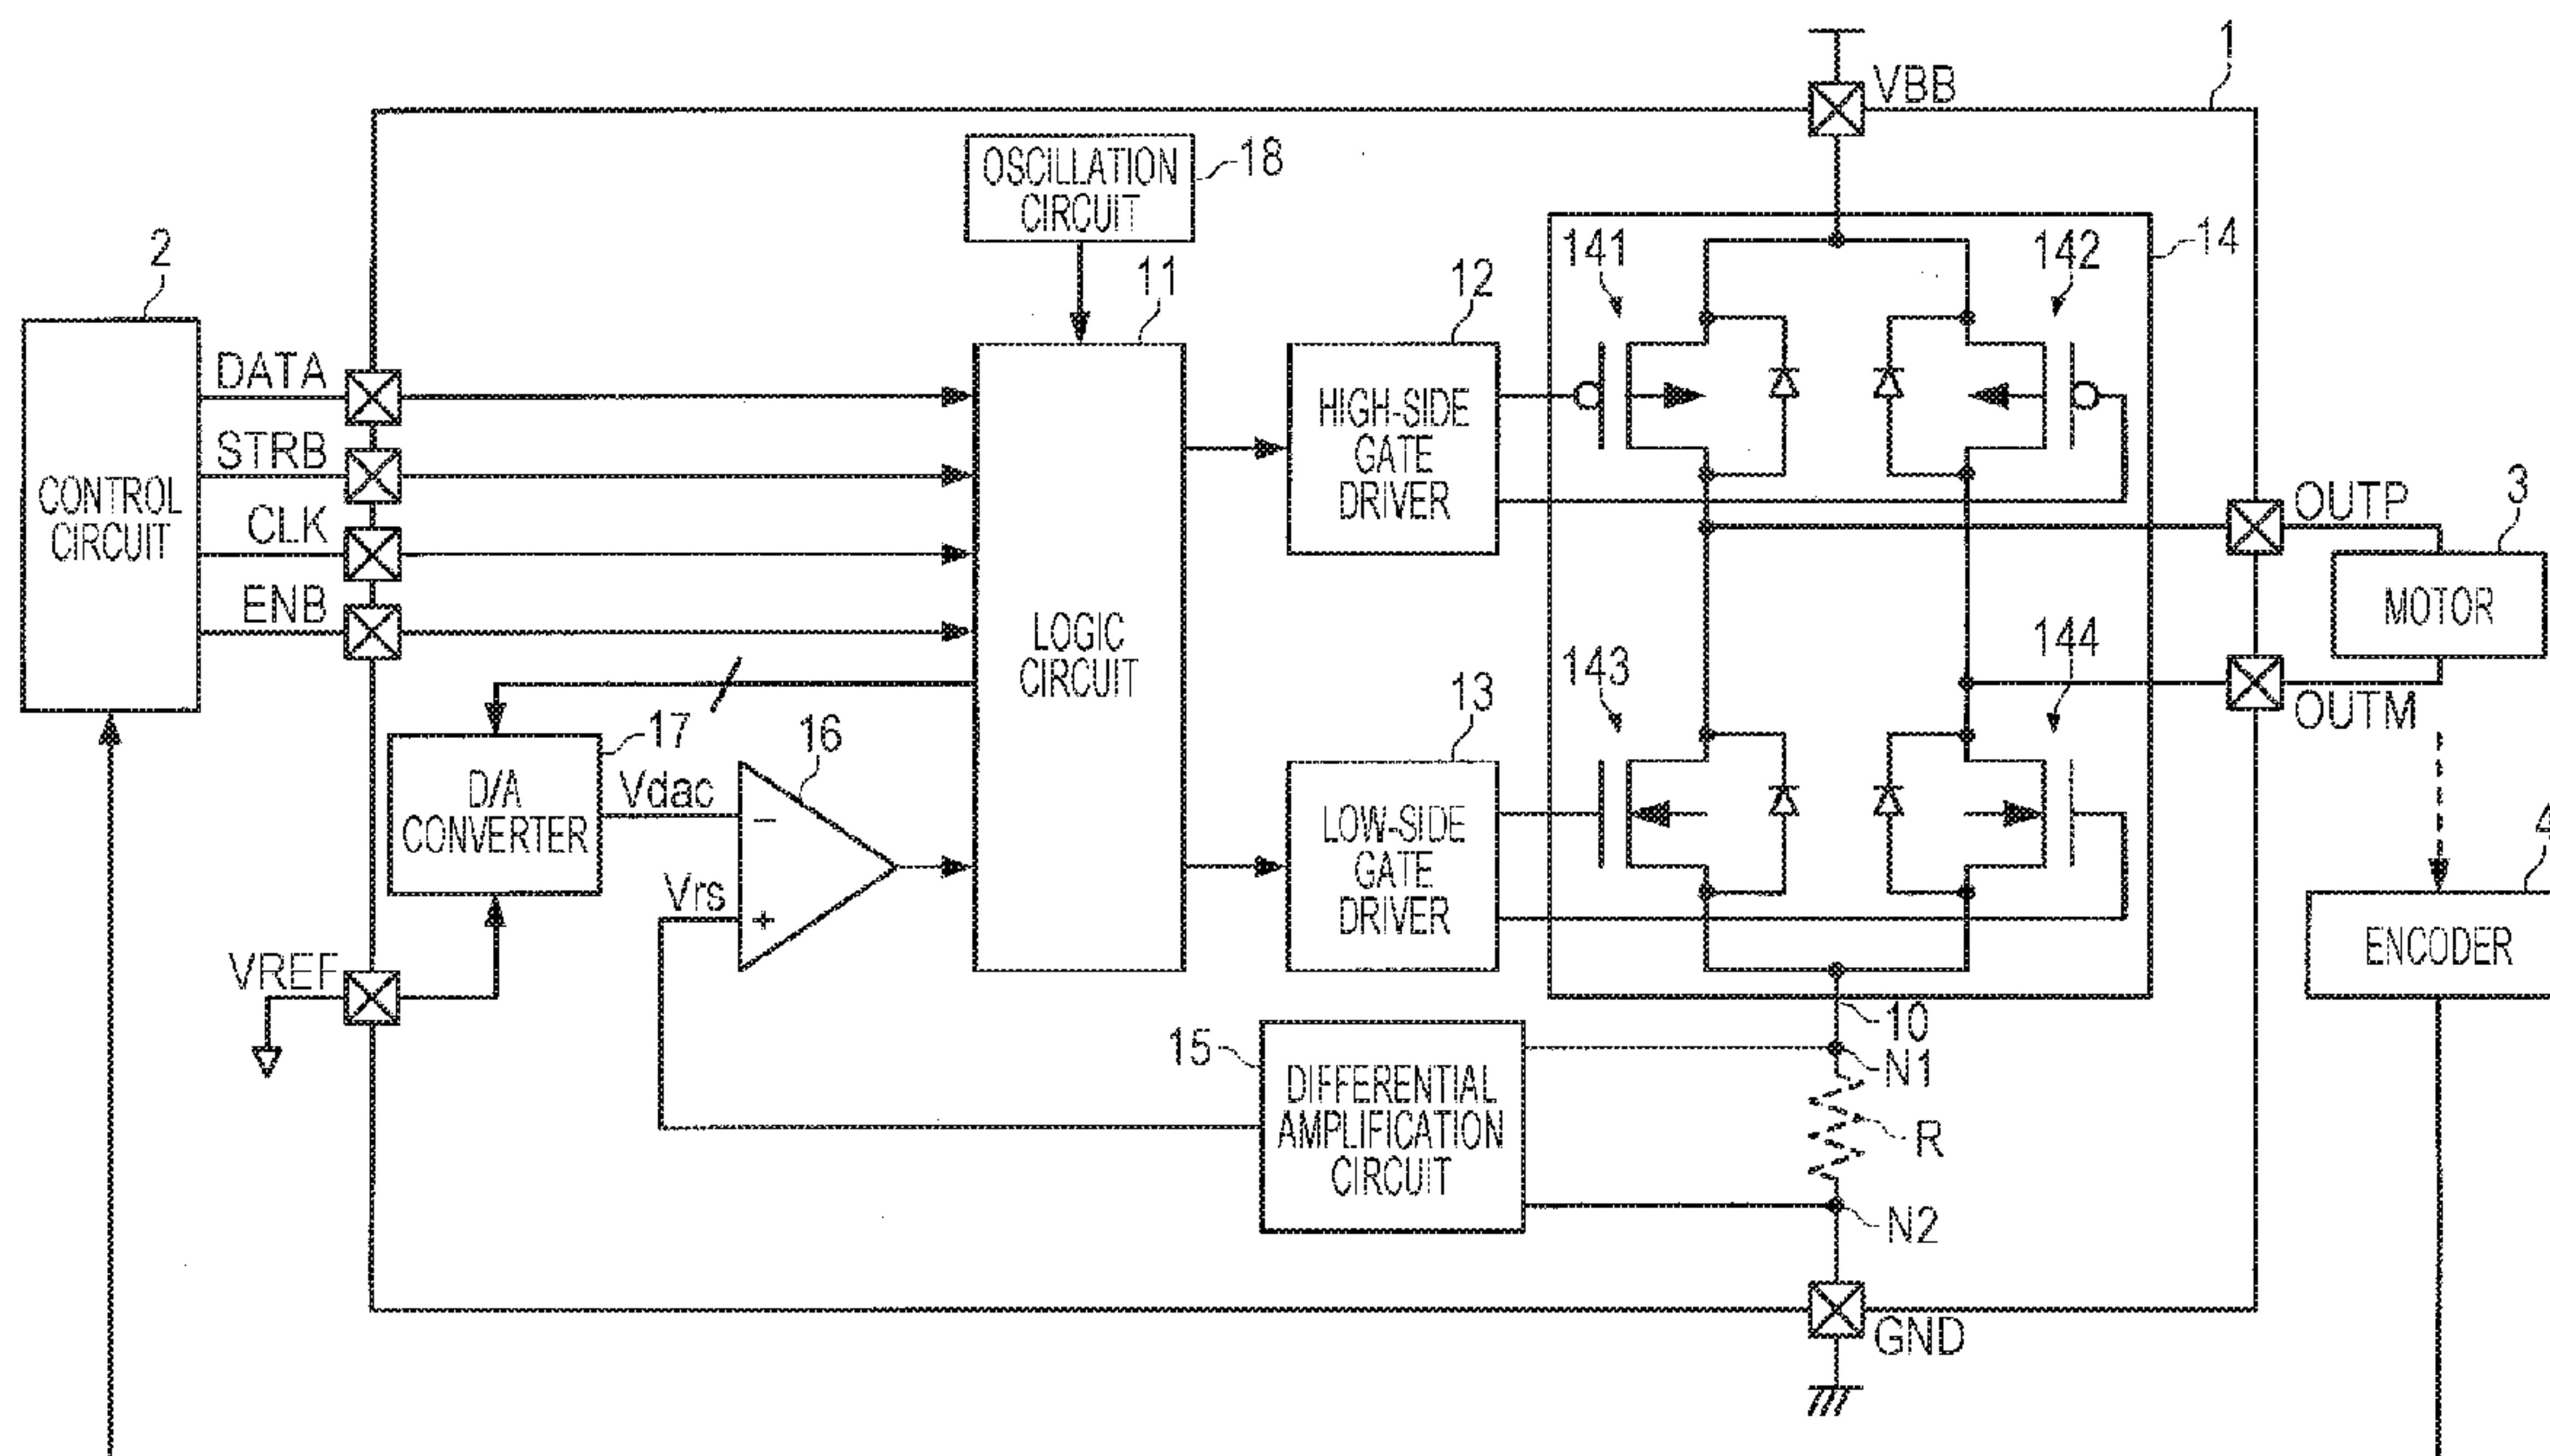 1
VBB
OSCILLATION
CIRCUIT
18
2
11
12
141
142
14
DATA
STRB
CLK
ENB
CONTROL
CIRCUIT
HIGH-SIDE
GATE
DRIVER
OUTP
3
MOTOR
LOGIC
CIRCUIT
143
144
OUTM
17
16
13
D/A
CONVERTER
Vdac
−
Vrs
+
LOW-SIDE
GATE
DRIVER
4
ENCODER
VREF
10
15
N1
DIFFERENTIAL
AMPLIFICATION
CIRCUIT
R
N2
GND